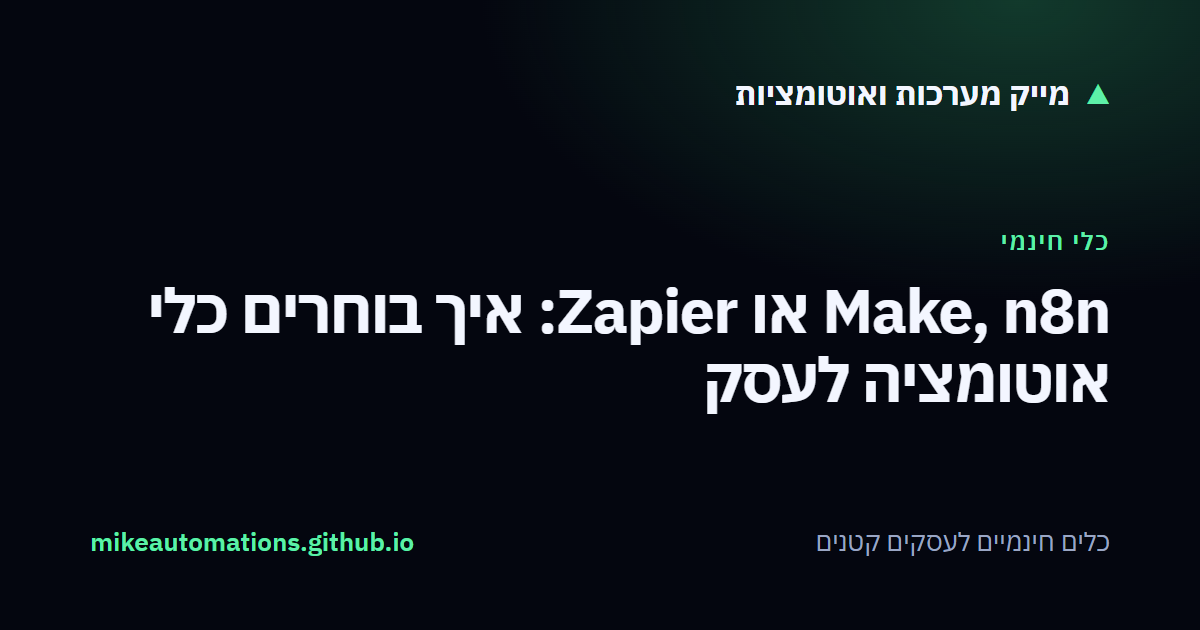 מייק מערכות ואוטומציות
כלי חינמי
Make, n8n או Zapier: איך בוחרים כלי
אוטומציה לעסק
כלים חינמיים לעסקים קטנים
mikeautomations.github.io